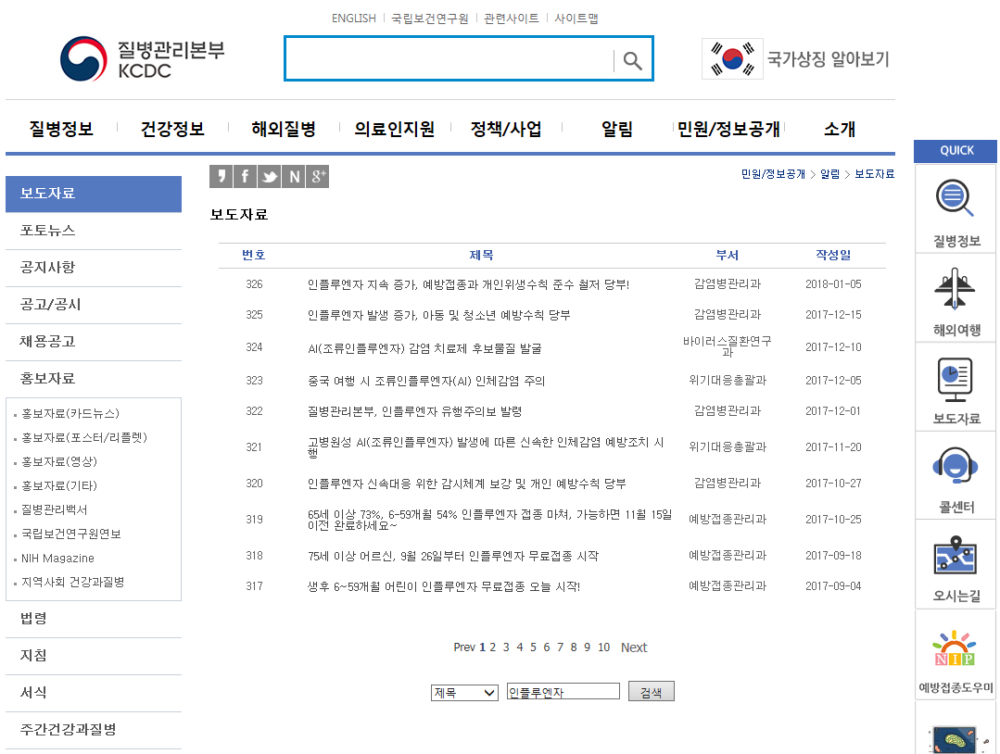 ENGLISH 국립보건연구원 관련사이트 사이트맵
질병관리본부
KCDC
국가상징 알아보기
질병정보 건강정보 해외질병 의료인지원 정책/사업 알림 민원/정보공개 소개
QUICK
질병정보
해외여행
보도자료
콜센터
오시는길
NIP
예방접종도우미
보도자료
포토뉴스
공지사항
공고/공시
채용공고
홍보자료
홍보자료(카드뉴스)
홍보자료(포스터/리플렛)
홍보자료(영상)
홍보자료(기타)
질병관리백서
국립보건연구원연보
NIH Magazine
지역사회 건강과질병
법령
지침
서식
주간건강과질병
f N g+
민원/정보공개 > 알림 > 보도자료
보도자료
번호 제목 부서 작성일
326 인플루엔자 지속 증가, 예방접종과 개인위생수칙 준수 철저 당부! 감염병관리과 2018-01-05
325 인플루엔자 발생 증가, 아동 및 청소년 예방수칙 당부 감염병관리과 2017-12-15
324 AI(조류인플루엔자) 감염 치료제 후보물질 발굴 바이러스질환연구
과 2017-12-10
323 중국 여행 시 조류인플루엔자(AI) 인체감염 주의 위기대응총괄과 2017-12-05
322 질병관리본부, 인플루엔자 유행주의보 발령 감염병관리과 2017-12-01
321 고병원성 AI(조류인플루엔자) 발생에 따른 신속한 인체감염 예방조치 시
행 위기대응총괄과 2017-11-20
320 인플루엔자 신속대응 위한 감시체계 보강 및 개인 예방수칙 당부 감염병관리과 2017-10-27
319 65세 이상 73%, 6-59개월 54% 인플루엔자 접종 마쳐, 가능하면 11월 15일
이전 완료하세요~ 예방접종관리과 2017-10-25
318 75세 이상 어르신, 9월 26일부터 인플루엔자 무료접종 시작 예방접종관리과 2017-09-18
317 생후 6~59개월 어린이 인플루엔자 무료접종 오늘 시작! 예방접종관리과 2017-09-04
Prev 1 2 3 4 5 6 7 8 9 10 Next
제목 인플루엔자 검색